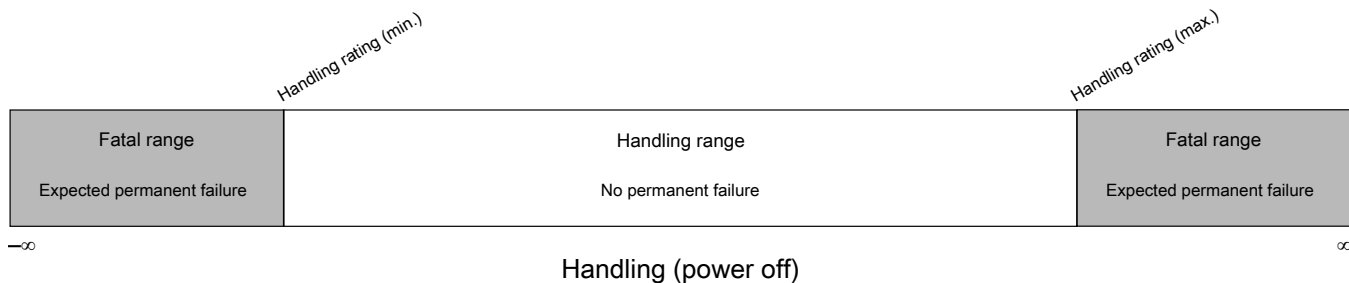 Handling rating (min.)
Handling rating (max.)
Fatal range
Handling range
Fatal range
Expected permanent failure
No permanent failure
Expected permanent failure
–∞
∞
Handling (power off)